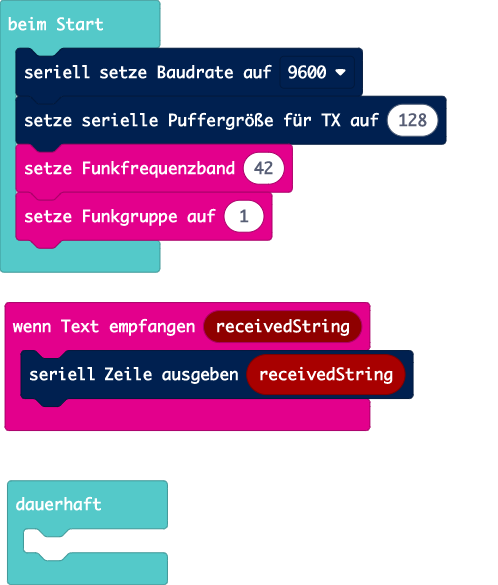 beim Start
seriell setze Baudrate auf 9600
setze serielle Puffergröße für TX auf 128
setze Funkfrequenzband 42
setze Funkgruppe auf 1
wenn Text empfangen receivedString
seriell Zeile ausgeben receivedString
dauerhaft